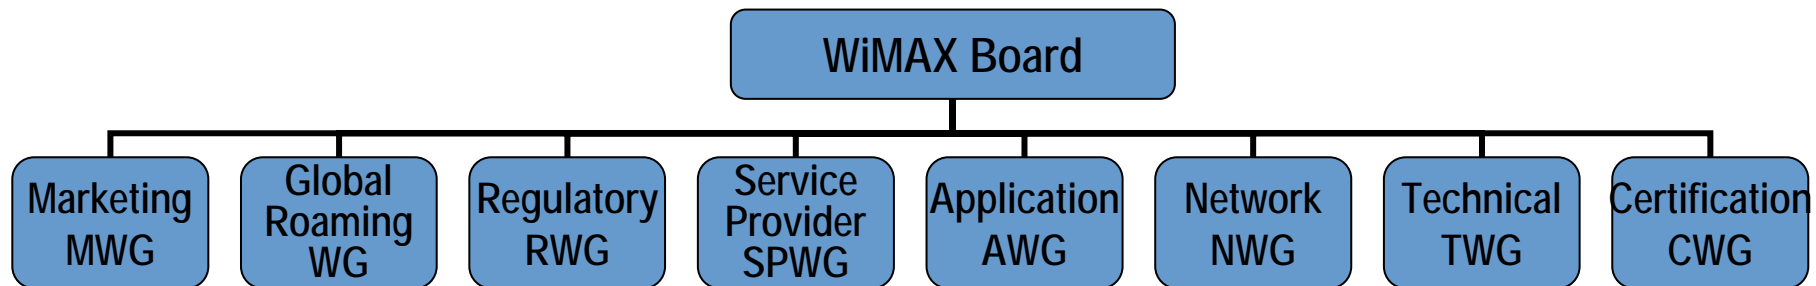 WiMAX Board
Marketing
MWG
Global
Roaming
WG
Regulatory
RWG
Service
Provider
SPWG
Application
AWG
Network
NWG
Technical
TWG
Certification
CWG